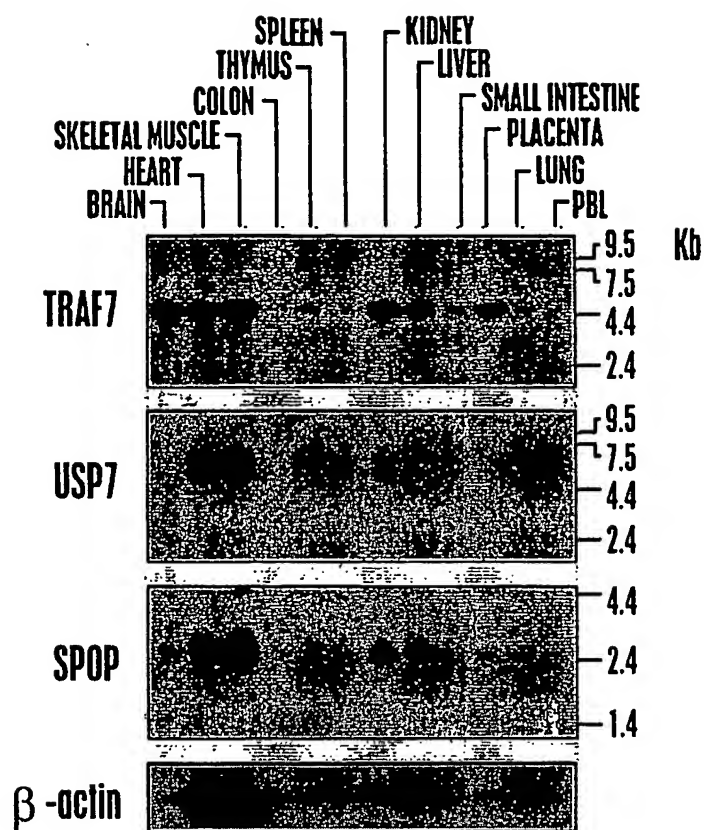 SPLEEN KIDNEY
THYMUS LIVER
COLON SMALL INTESTINE
SKELETAL MUSCLE PLACENTA
HEART LUNG
BRAIN PBL
9.5 Kb
7.5
TRAF7 4.4
2.4
9.5
7.5
USP7 4.4
2.4
4.4
SPOP 2.4
1.4
β-actin